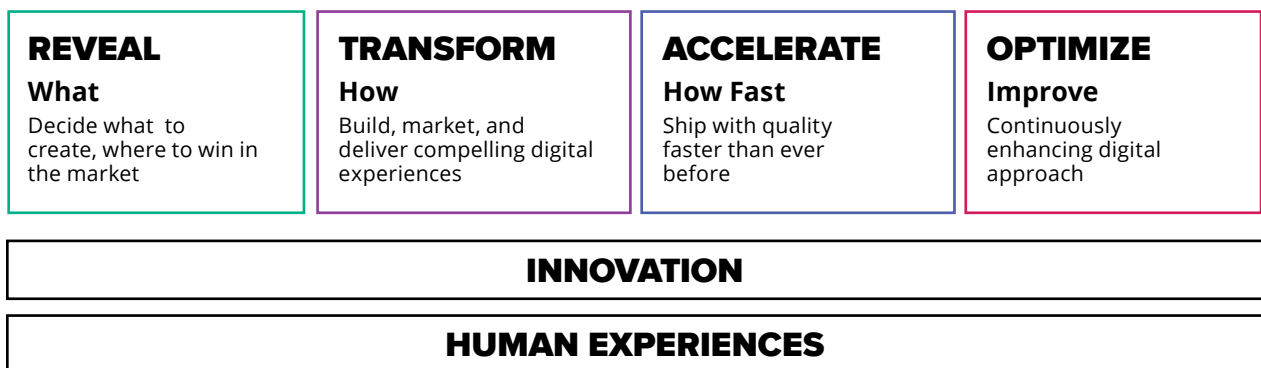 REVEAL
What
Decide what to
create, where to win in
the market
TRANSFORM
How
Build, market, and
deliver compelling digital
experiences
ACCELERATE
How Fast
Ship with quality
faster than ever
before
OPTIMIZE
Improve
Continuously
enhancing digital
approach
INNOVATION
HUMAN EXPERIENCES